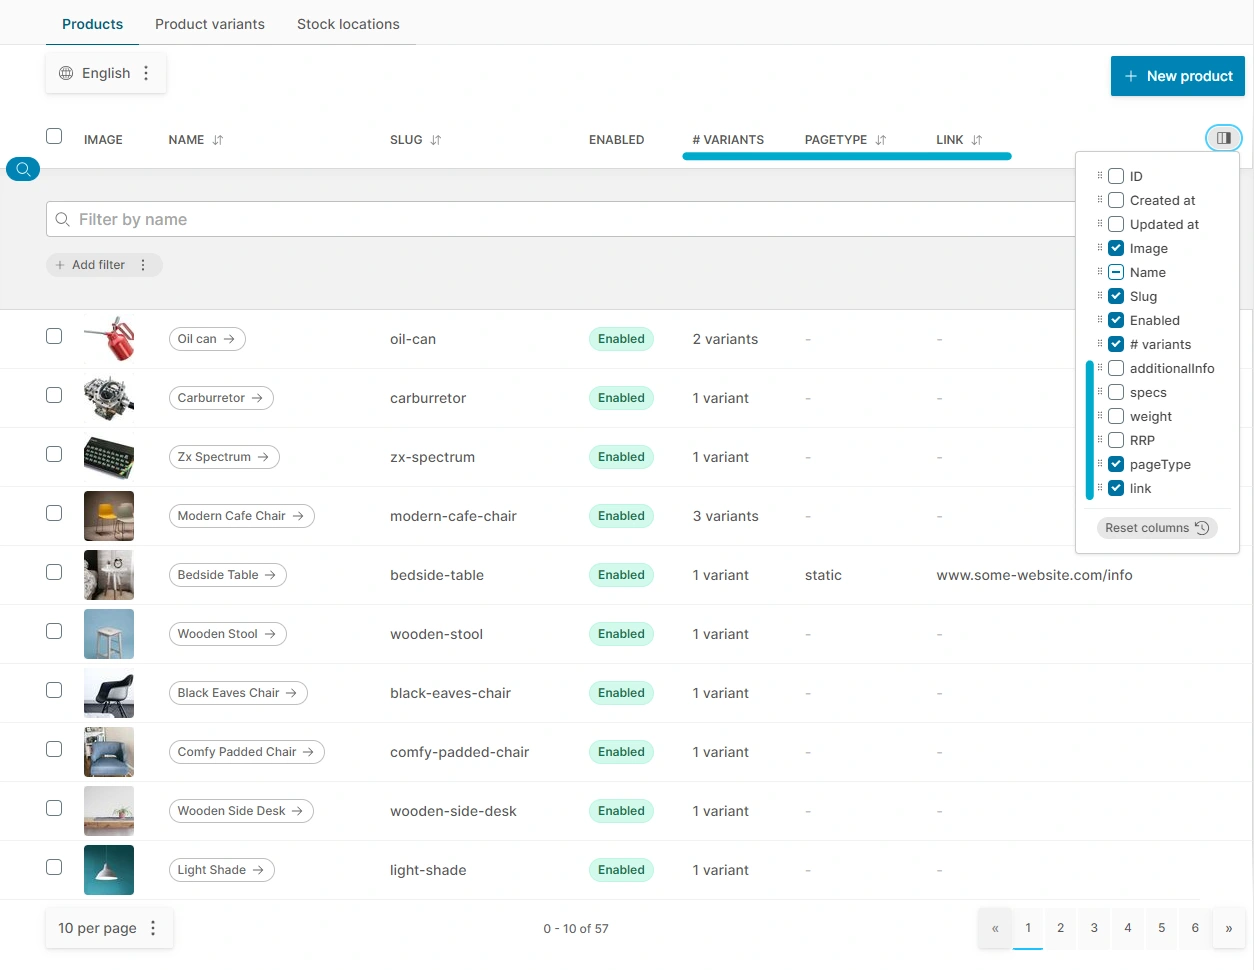 Products Product variants Stock locations
English
+ New product
IMAGE NAME SLUG ENABLED # VARIANTS PAGETYPE LINK
ID
Created at
Updated at
Image
Name
Slug
Enabled
# variants
additionalInfo
specs
weight
RRP
pageType
link
Reset columns
Filter by name
+ Add filter
Oil can → oil-can Enabled 2 variants - -
Carburretor → carburretor Enabled 1 variant - -
Zx Spectrum → zx-spectrum Enabled 1 variant - -
Modern Cafe Chair → modern-cafe-chair Enabled 3 variants - -
Bedside Table → bedside-table Enabled 1 variant static www.some-website.com/info
Wooden Stool → wooden-stool Enabled 1 variant - -
Black Eaves Chair → black-eaves-chair Enabled 1 variant - -
Comfy Padded Chair → comfy-padded-chair Enabled 1 variant - -
Wooden Side Desk → wooden-side-desk Enabled 1 variant - -
Light Shade → light-shade Enabled 1 variant - -
10 per page 0 - 10 of 57 « 1 2 3 4 5 6 »